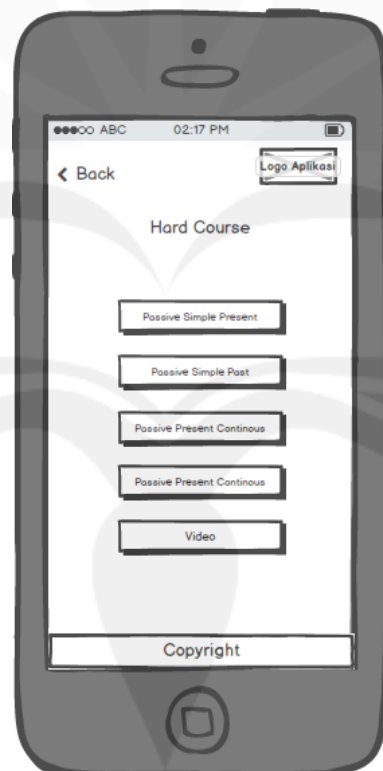 ABC 02:17 PM
Back
Logo Aplikasi
Hard Course
Passive Simple Present
Passive Simple Past
Passive Present Continous
Passive Present Continous
Video
Copyright